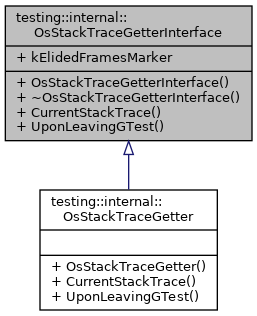 testing::internal::
OsStackTraceGetterInterface
+ kElidedFramesMarker
+ OsStackTraceGetterInterface()
+ ~OsStackTraceGetterInterface()
+ CurrentStackTrace()
+ UponLeavingGTest()
testing::internal::
OsStackTraceGetter
+ OsStackTraceGetter()
+ CurrentStackTrace()
+ UponLeavingGTest()